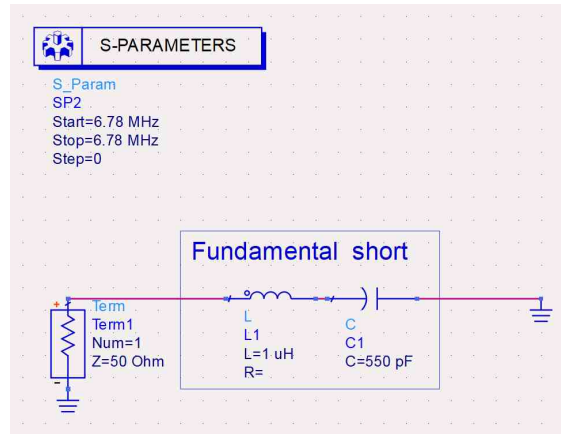 S-PARAMETERS
S_Param
SP2
Start=6.78 MHz
Stop=6.78 MHz
Step=0
Fundamental short
+
Term
Term1
Num=1
Z=50 Ohm
-
L
L1
L=1 uH
R=
C
C1
C=550 pF